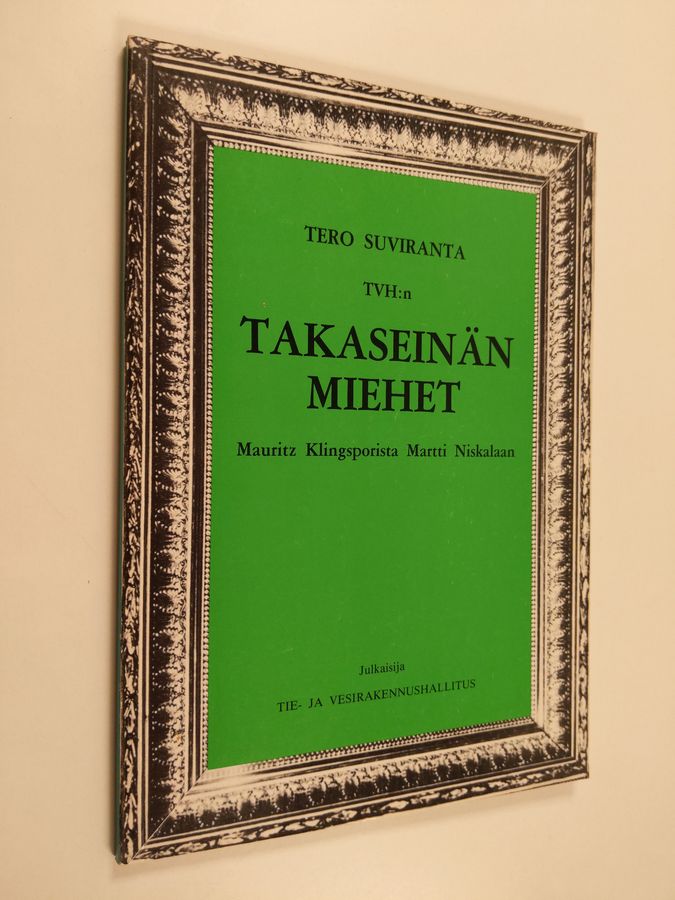 TERO SUVIRANTA
TVH:n
TAKASEINÄN
MIEHET
Mauritz Klingsporista Martti Niskalaan
Julkaisija
TIE- JA VESIRAKENNUSHALLITUS